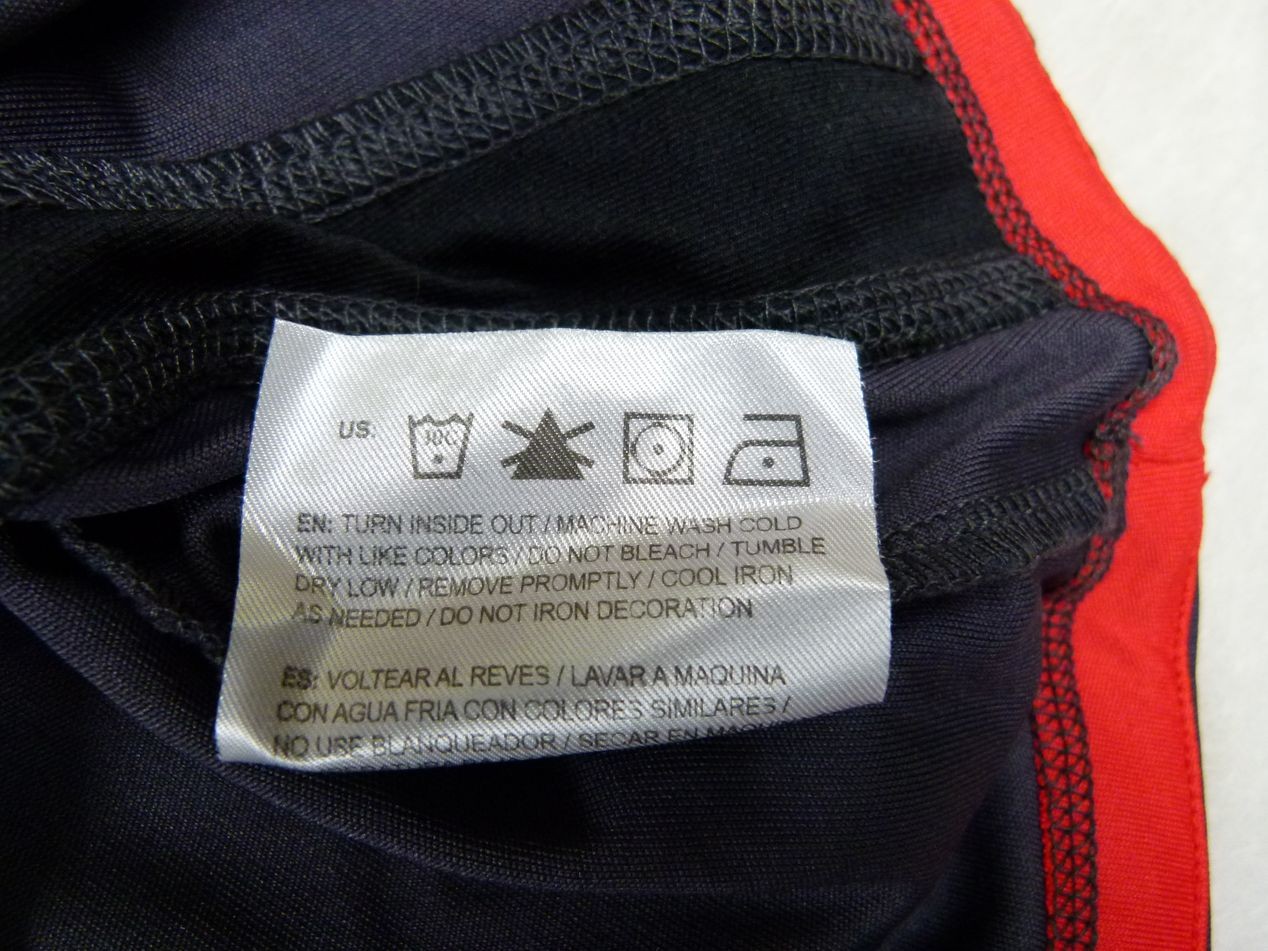 US. 30C
EN: TURN INSIDE OUT / MACHINE WASH COLD
WITH LIKE COLORS / DO NOT BLEACH / TUMBLE
DRY LOW / REMOVE PROMPTLY / COOL IRON
AS NEEDED / DO NOT IRON DECORATION
ES: VOLTEAR AL REVES / LAVAR A MAQUINA
CON AGUA FRIA CON COLORES SIMILARES /
NO USE BLANQUEADOR / SECAR EN